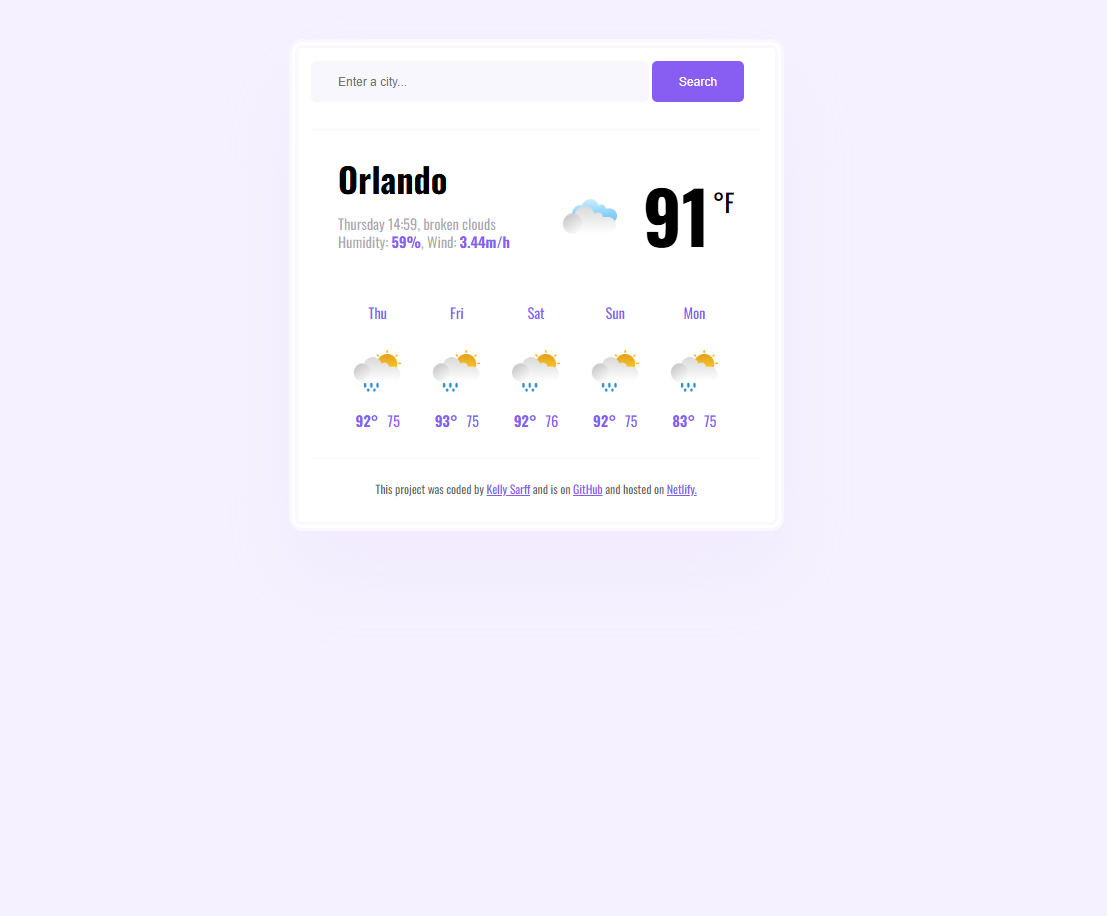 Enter a city...
Search
Orlando
91 °F
Thursday 14:59, broken clouds
Humidity: 59%, Wind: 3.44m/h
Thu Fri Sat Sun Mon
92° 75 93° 75 92° 76 92° 75 83° 75
This project was coded by Kelly Sarff and is on GitHub and hosted on Netlify.